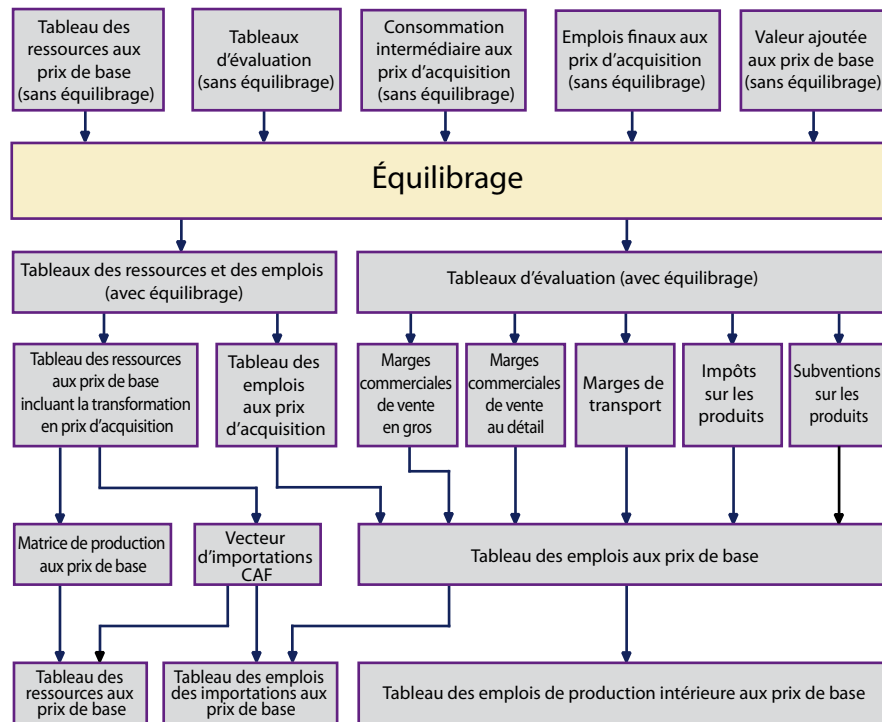 Tableau des
ressources aux
prix de base
(sans équilibrage)
Tableaux
d'évaluation
(sans équilibrage)
Consommation
intermédiaire aux
prix d'acquisition
(sans équilibrage)
Emplois finaux aux
prix d'acquisition
(sans équilibrage)
Valeur ajoutée
aux prix de base
(sans équilibrage)
Équilibrage
Tableaux des ressources et des emplois
(avec équilibrage)
Tableaux d'évaluation (avec équilibrage)
Tableau des ressources
aux prix de base
incluant la transformation
en prix d'acquisition
Tableau des
emplois
aux prix
d'acquisition
Marges
commerciales
de vente
en gros
Marges
commerciales
de vente
au détail
Marges de
transport
Impôts
sur les
produits
Subventions
sur les
produits
Matrice de production
aux prix de base
Vecteur
d'importations
CAF
Tableau des emplois aux prix de base
Tableau des
ressources aux
prix de base
Tableau des emplois
des importations aux
prix de base
Tableau des emplois de production intérieure aux prix de base